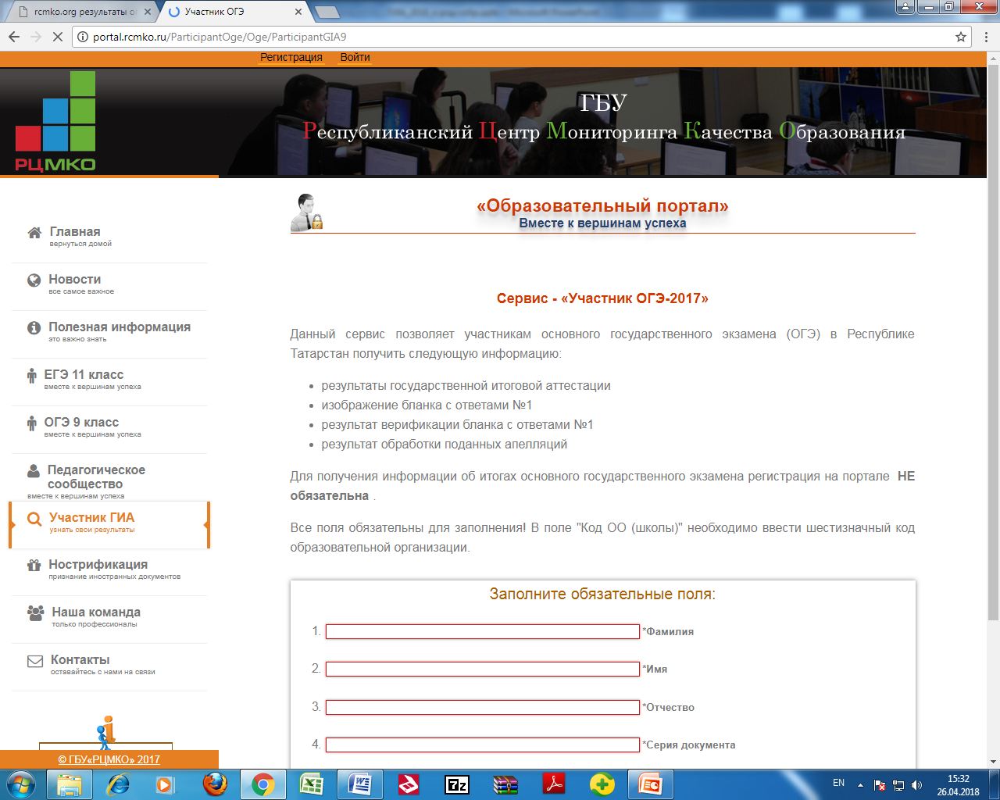 rcmko.org результаты ог
Участник ОГЭ
portal.rcmko.ru/ParticipantOge/Oge/ParticipantGIA9
Регистрация Войти
РЦМКО
ГБУ
Республиканский Центр Мониторинга Качества Образования
«Образовательный портал»
Вместе к вершинам успеха
Главная
вернуться домой
Новости
все самое важное
Полезная информация
это важно знать
ЕГЭ 11 класс
вместе к вершинам успеха
ОГЭ 9 класс
вместе к вершинам успеха
Педагогическое
сообщество
вместе к вершинам успеха
Участник ГИА
узнать свои результаты
Нострификация
признание иностранных документов
Наша команда
только профессионалы
Контакты
оставайтесь с нами на связи
© ГБУ«РЦМКО» 2017
Сервис - «Участник ОГЭ-2017»
Данный сервис позволяет участникам основного государственного экзамена (ОГЭ) в Республике
Татарстан получить следующую информацию:
• результаты государственной итоговой аттестации
• изображение бланка с ответами №1
• результат верификации бланка с ответами №1
• результат обработки поданных апелляций
Для получения информации об итогах основного государственного экзамена регистрация на портале НЕ
обязательна .
Все поля обязательны для заполнения! В поле "Код ОО (школы)" необходимо ввести шестизначный код
образовательной организации.
Заполните обязательные поля:
1. *Фамилия
2. *Имя
3. *Отчество
4. *Серия документа
EN
15:32
26.04.2018